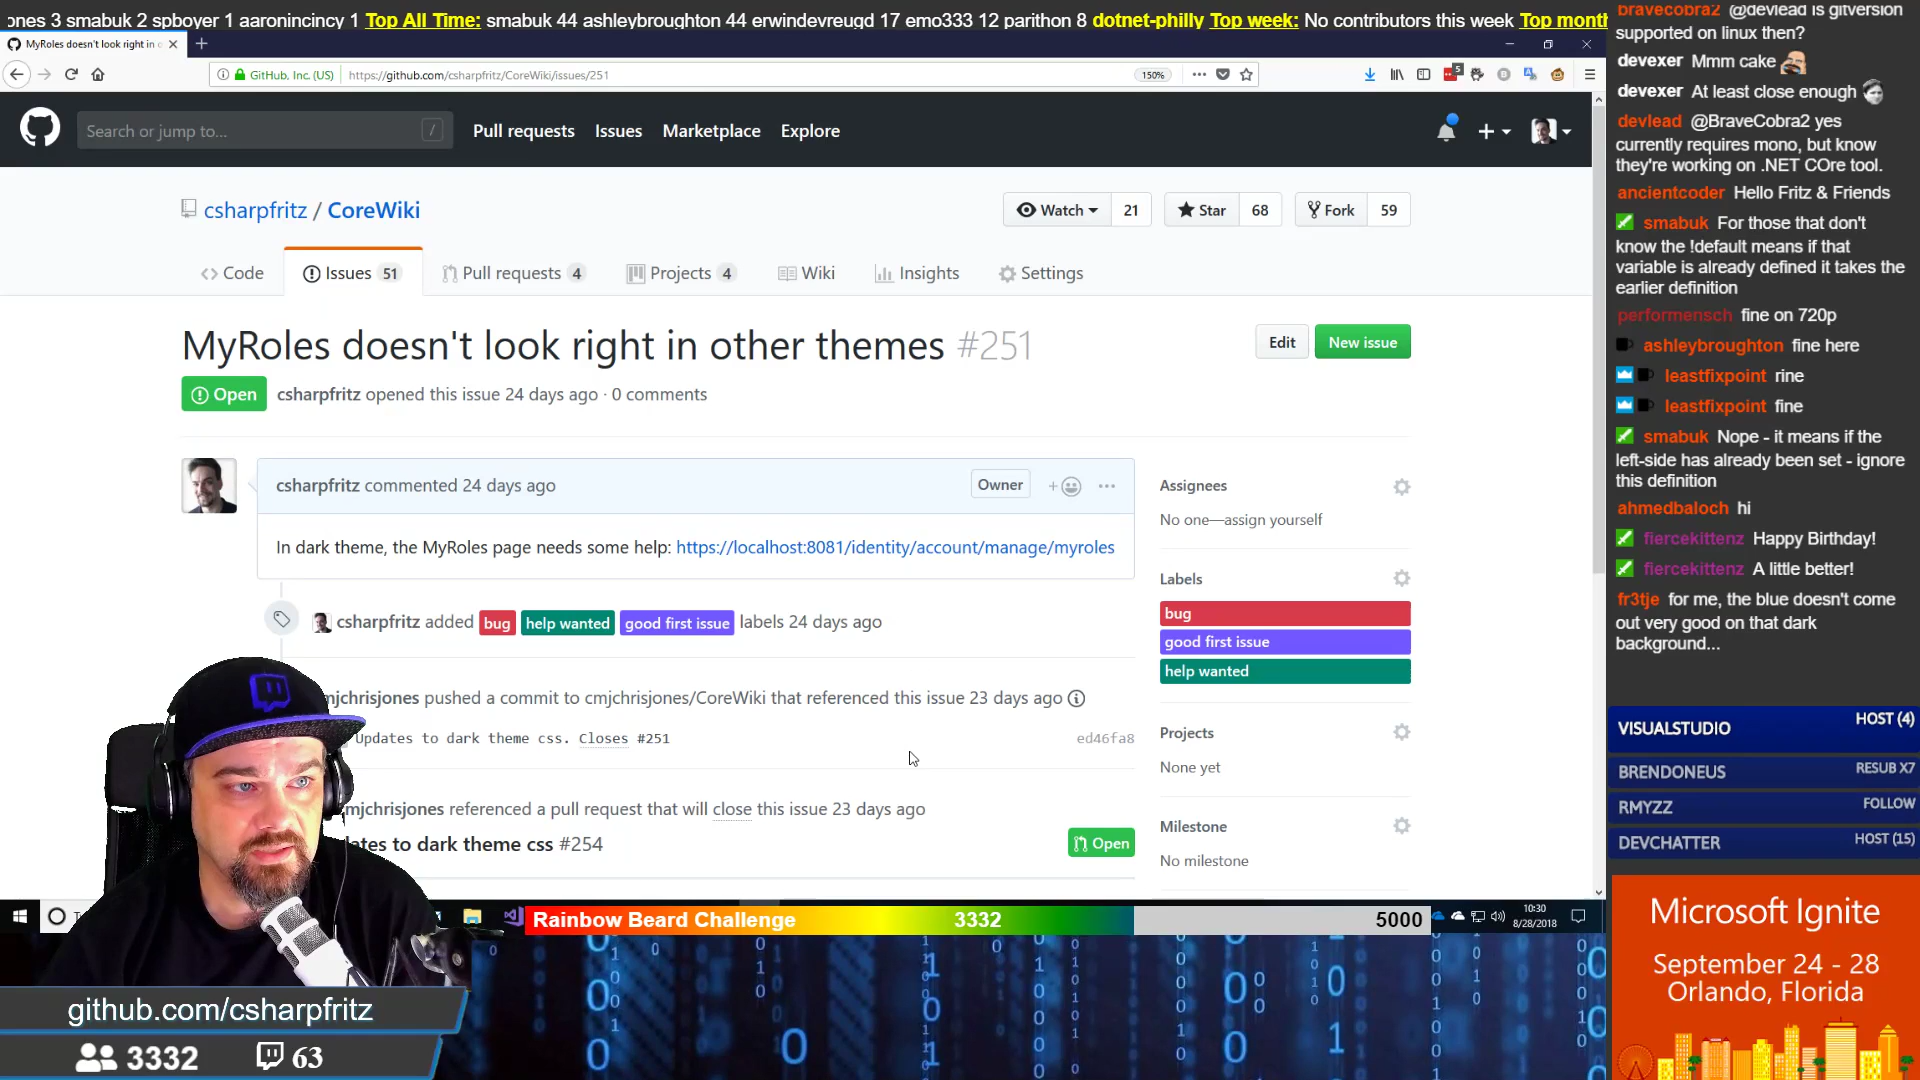 ones 3 smabuk 2 spboyer 1 aaronincincy 1 Top All Time: smabuk 44 ashleybroughton 44 erwindevreugd 17 emo333 12 parithon 8 dotnet-philly Top week: No contributors this week Top month
MyRoles doesn't look right in o
GitHub, Inc. (US)
https://github.com/csharpfritz/CoreWiki/issues/251
150%
5
Search or jump to...
/
Pull requests
Issues
Marketplace
Explore
csharpfritz / CoreWiki
Watch 21
Star 68
Fork 59
Code
Issues 51
Pull requests 4
Projects 4
Wiki
Insights
Settings
MyRoles doesn't look right in other themes #251
Edit
New issue
Open
csharpfritz opened this issue 24 days ago · 0 comments
csharpfritz commented 24 days ago
Owner
In dark theme, the MyRoles page needs some help: https://localhost:8081/identity/account/manage/myroles
csharpfritz added bug help wanted good first issue labels 24 days ago
mjchrisjones pushed a commit to cmjchrisjones/CoreWiki that referenced this issue 23 days ago
Updates to dark theme css. Closes #251
ed46fa8
mjchrisjones referenced a pull request that will close this issue 23 days ago
ates to dark theme css #254
Open
Assignees
No one—assign yourself
Labels
bug
good first issue
help wanted
Projects
None yet
Milestone
No milestone
Rainbow Beard Challenge
3332
5000
10:30
8/28/2018
github.com/csharpfritz
3332
63
bravecobra2 @devlead is gitversion
supported on linux then?
devexer Mmm cake
devexer At least close enough
devlead @BraveCobra2 yes
currently requires mono, but know
they're working on .NET COre tool.
ancientcoder Hello Fritz & Friends
smabuk For those that don't
know the !default means if that
variable is already defined it takes the
earlier definition
performensch fine on 720p
ashleybroughton fine here
leastfixpoint rine
leastfixpoint fine
smabuk Nope - it means if the
left-side has already been set - ignore
this definition
ahmedbaloch hi
fiercekittenz Happy Birthday!
fiercekittenz A little better!
fr3tje for me, the blue doesn't come
out very good on that dark
background...
VISUALSTUDIO HOST (4)
BRENDONEUS RESUB X7
RMYZZ FOLLOW
DEVCHATTER HOST (15)
Microsoft Ignite
September 24 - 28
Orlando, Florida